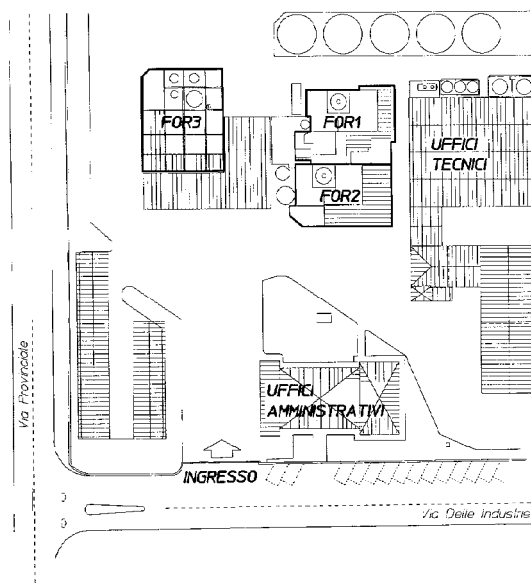 FOR3
FOR1
UFFICI
TECNICI
FOR2
Via Provinciale
UFFICI
AMMINISTRATIVI
INGRESSO
Via Delle Industrie